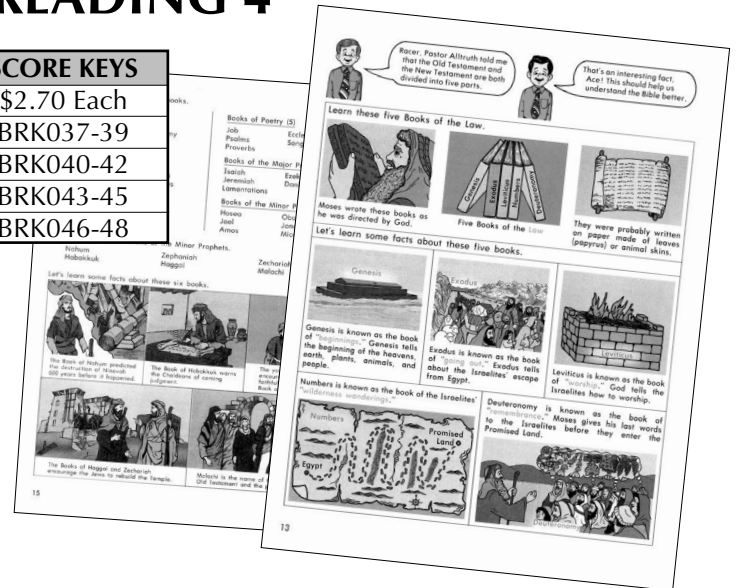 READING 4
SCORE KEYS
$2.70 Each
BRK037-39
BRK040-42
BRK043-45
BRK046-48
ooks.
Books of Poetry (5)
Job Eccle
Psalms Song
Proverbs
Books of the Major P
Isaiah Ezek
Jeremiah Dan
Lamentations
Books of the Minor P
Hosea Oba
Joel Jon
Amos Mic
Minor Prophets.
Nahum Zephaniah Zechariah
Habakkuk Haggai Malachi
Let's learn some facts about these six books.
The Book of Nahum predicted
the destruction of Nineveh
before it happened.
The Book of Habakkuk warns
the Chaldeans of coming
judgment.
The Books of Haggai and Zechariah
encourage the Jews to rebuild the Temple.
Malachi is the name of
Old Testament and the
15
Racer, Pastor Alltruth told me
that the Old Testament and
the New Testament are both
divided into five parts.
That's an interesting fact,
Ace! This should help us
understand the Bible better.
Learn these five Books of the Law.
Moses wrote these books as
he was directed by God.
Genesis
Exodus
Leviticus
Numbers
Deuteronomy
Five Books of the Law
They were probably written
on paper made of leaves
(papyrus) or animal skins.
Let's learn some facts about these five books.
Genesis
Genesis is known as the book
of "beginnings." Genesis tells
the beginning of the heavens,
earth, plants, animals, and
people.
Exodus
Exodus is known as the book
of "going out." Exodus tells
about the Israelites' escape
from Egypt.
Leviticus
Leviticus is known as the book
of "worship." God tells the
Israelites how to worship.
Numbers is known as the book of the Israelites'
"wilderness wanderings."
Numbers
Promised
Land
Egypt
Deuteronomy is known as the book of
"remembrance." Moses gives his last words
to the Israelites before they enter the
Promised Land.
Deuteronomy
13